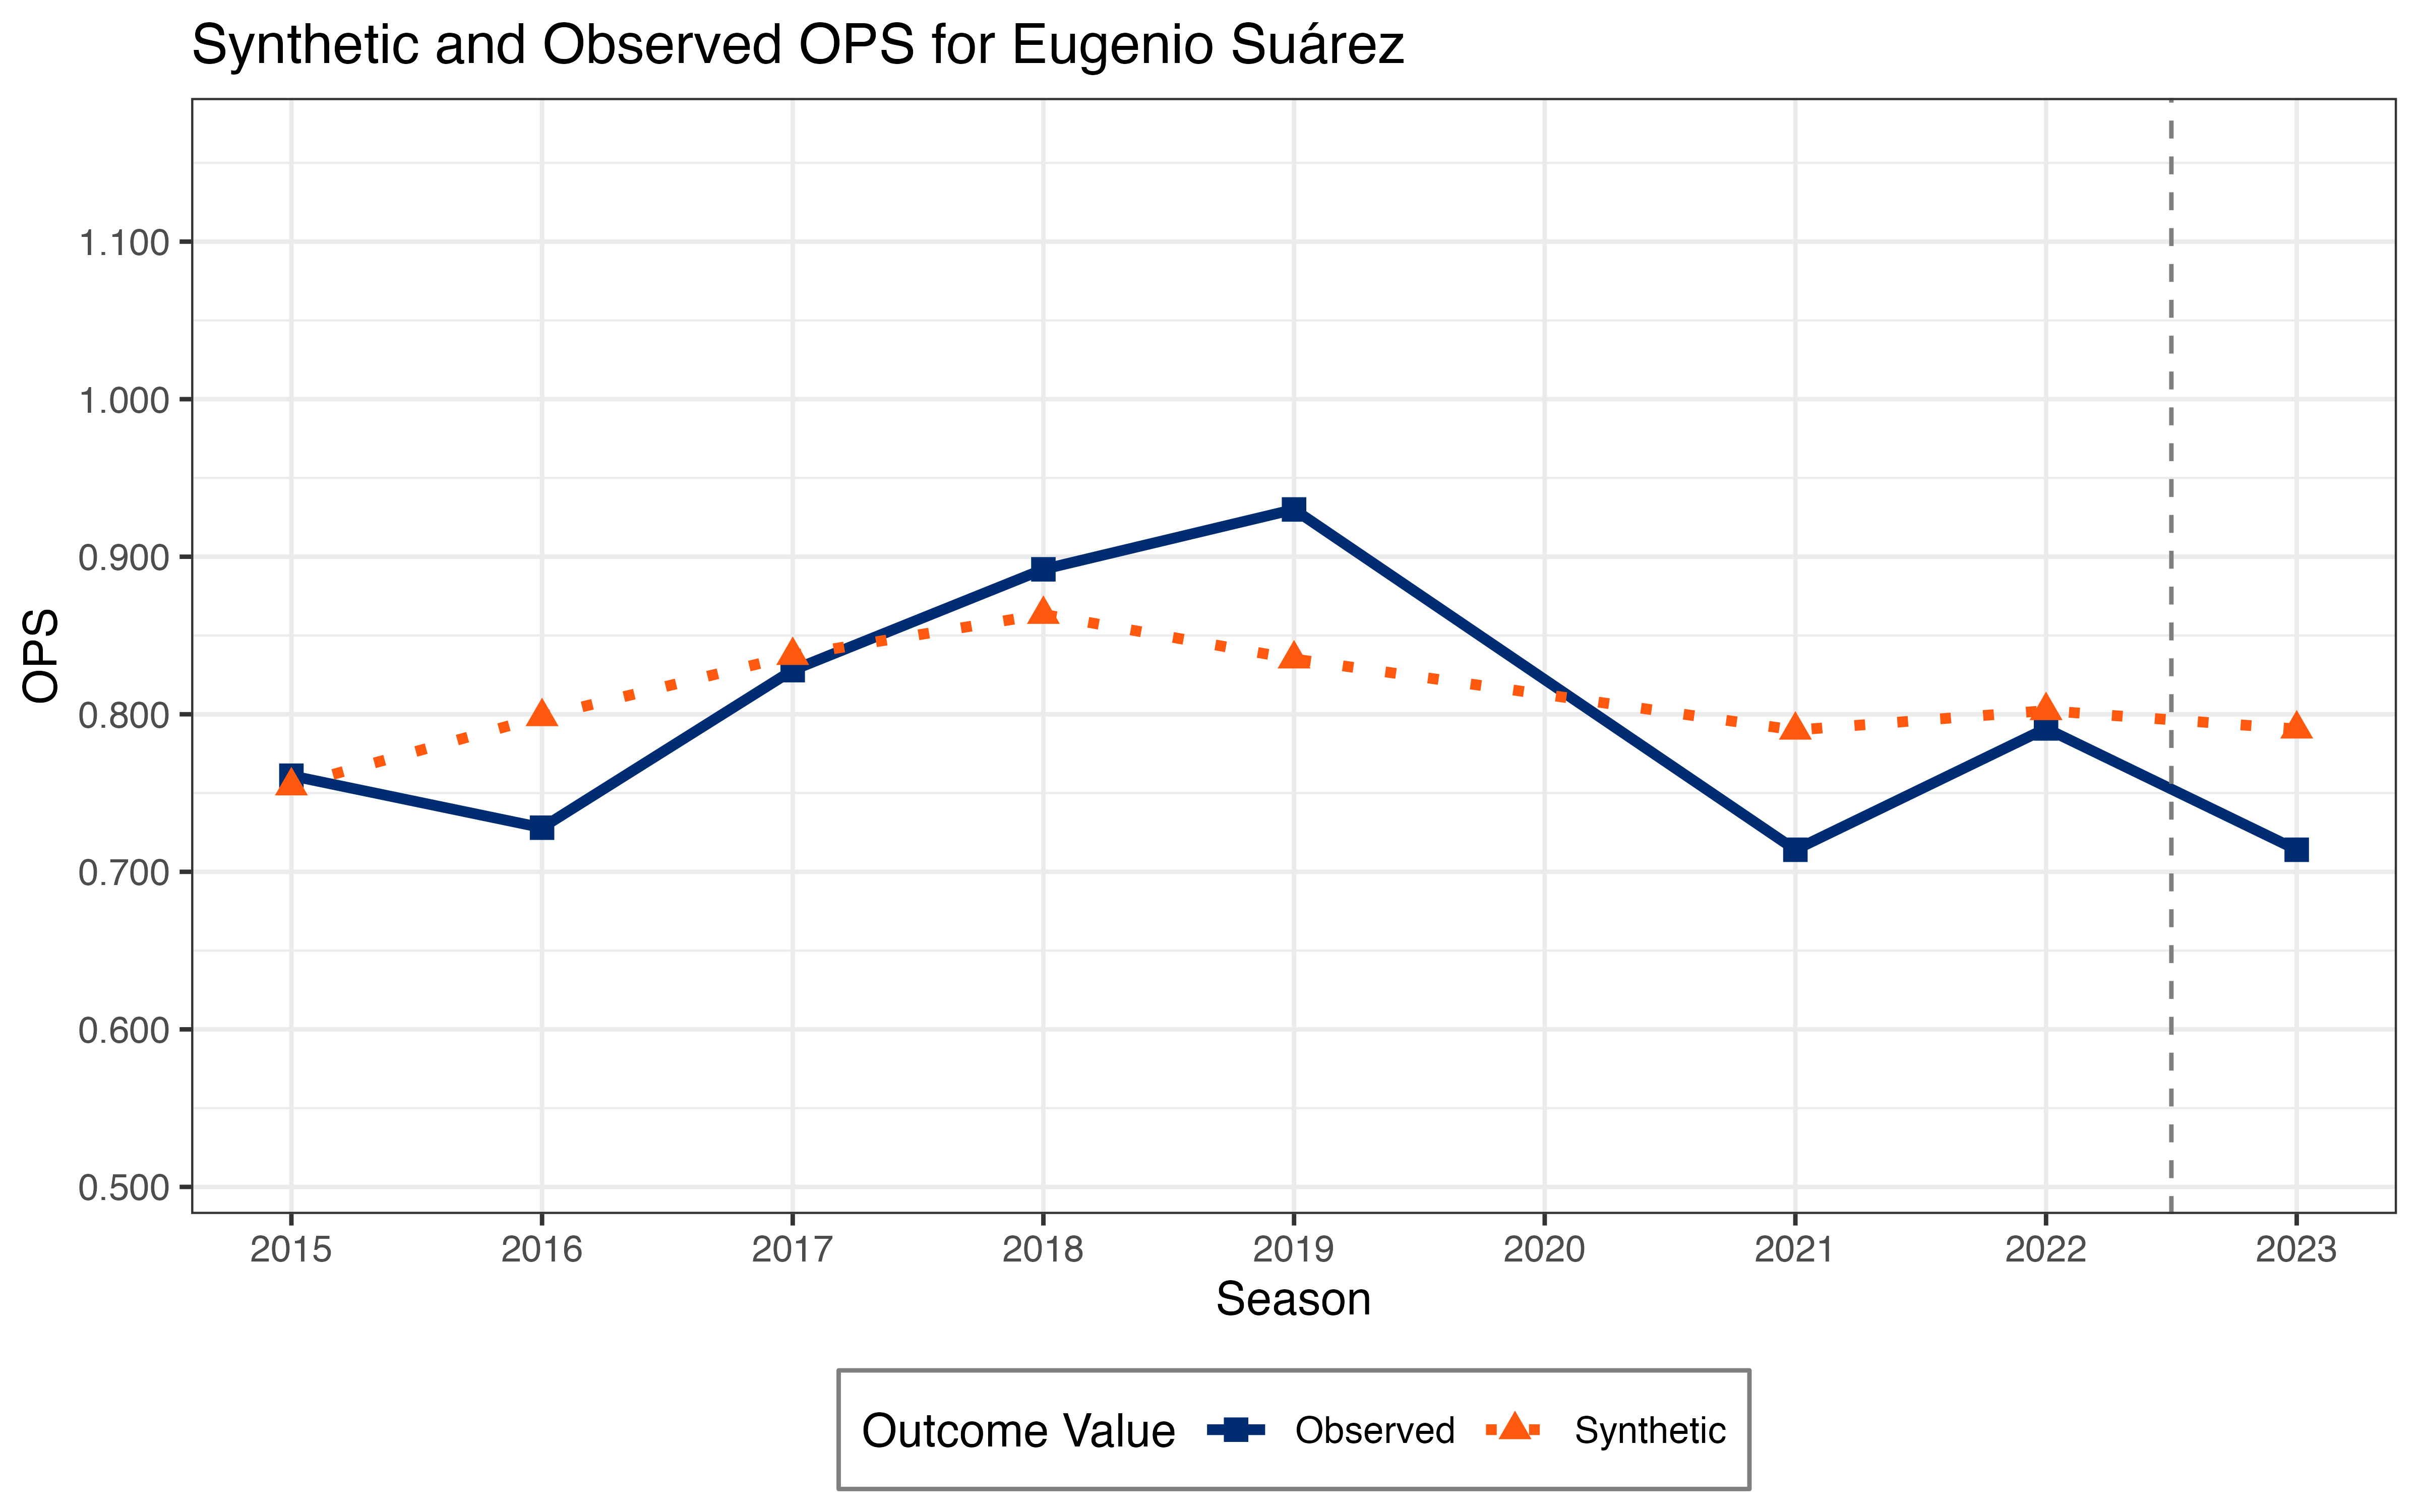 Synthetic and Observed OPS for Eugenio Suárez
OPS
1.100
1.000
0.900
0.800
0.700
0.600
0.500
2015 2016 2017 2018 2019 2020 2021 2022 2023
Season
Outcome Value Observed Synthetic